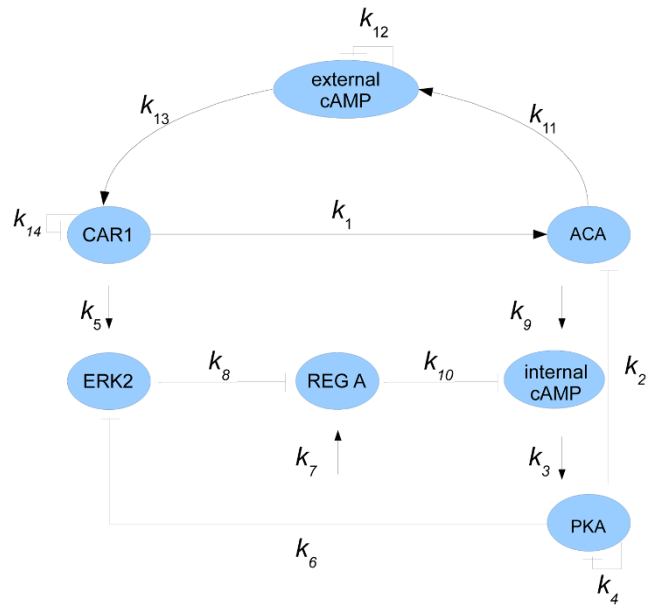 k12
external
cAMP
k13
k11
k14
CAR1
k1
ACA
k5
k9
ERK2
k8
REG A
k10
internal
cAMP
k2
k7
k3
PKA
k6
k4